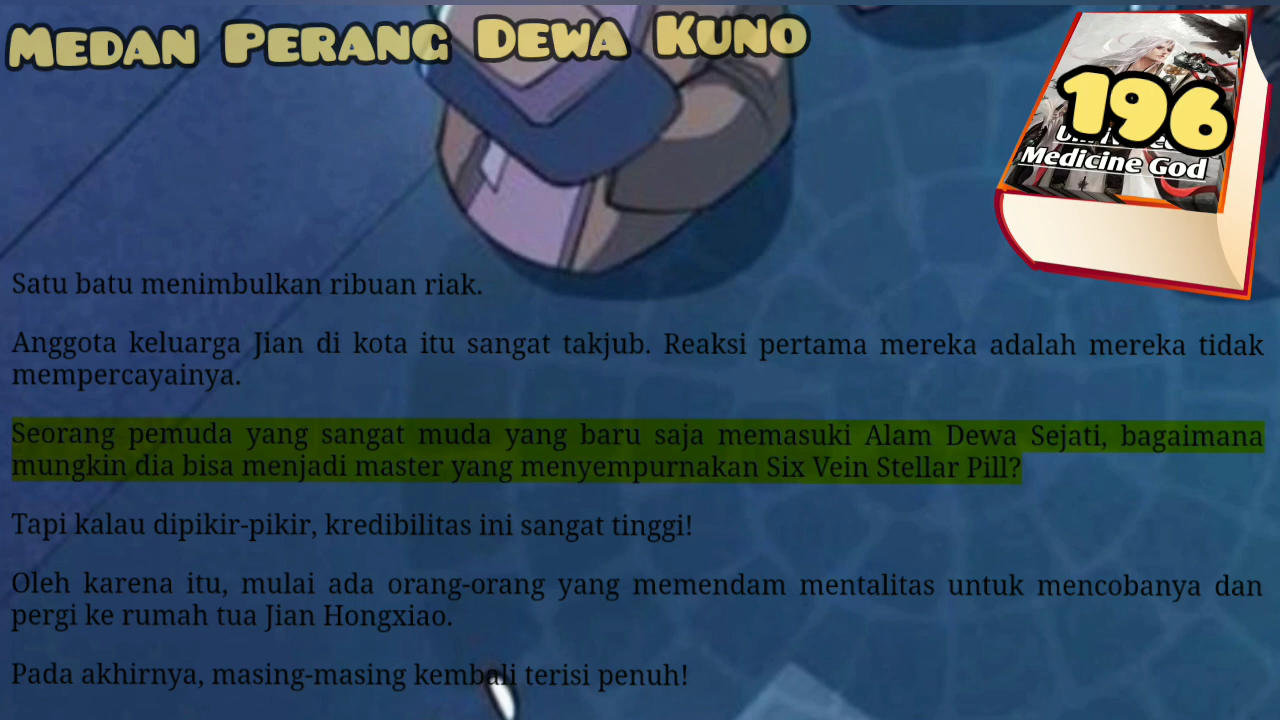 Medan Perang Dewa Kuno
196
Medicine God
Satu batu menimbulkan ribuan riak.
Anggota keluarga Jian di kota itu sangat takjub. Reaksi pertama mereka adalah mereka tidak
mempercayainya.
Seorang pemuda yang sangat muda yang baru saja memasuki Alam Dewa Sejati, bagaimana
mungkin dia bisa menjadi master yang menyempurnakan Six Vein Stellar Pill?
Tapi kalau dipikir-pikir, kredibilitas ini sangat tinggi!
Oleh karena itu, mulai ada orang-orang yang memendam mentalitas untuk mencobanya dan
pergi ke rumah tua Jian Hongxiao.
Pada akhirnya, masing-masing kembali terisi penuh!